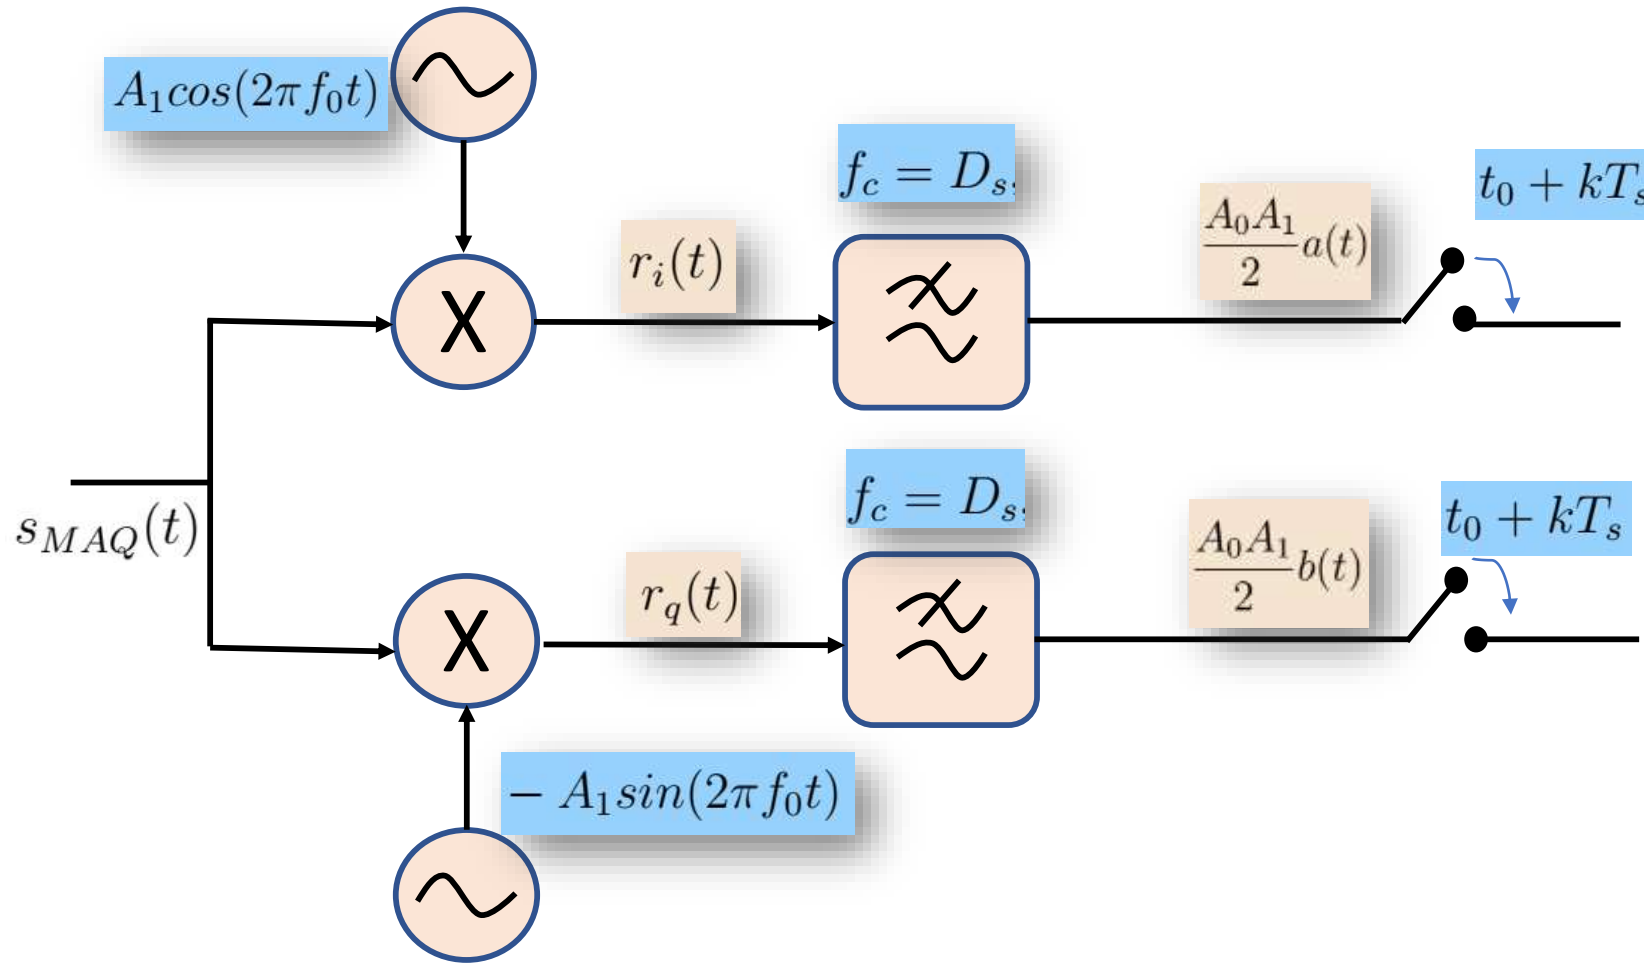 A₁cos(2πf₀t)
f_c = D_s.
t₀ + kT_s
A₀A₁/2 a(t)
r_i(t)
X
s_MAQ(t)
f_c = D_s.
t₀ + kT_s
A₀A₁/2 b(t)
r_q(t)
X
− A₁sin(2πf₀t)